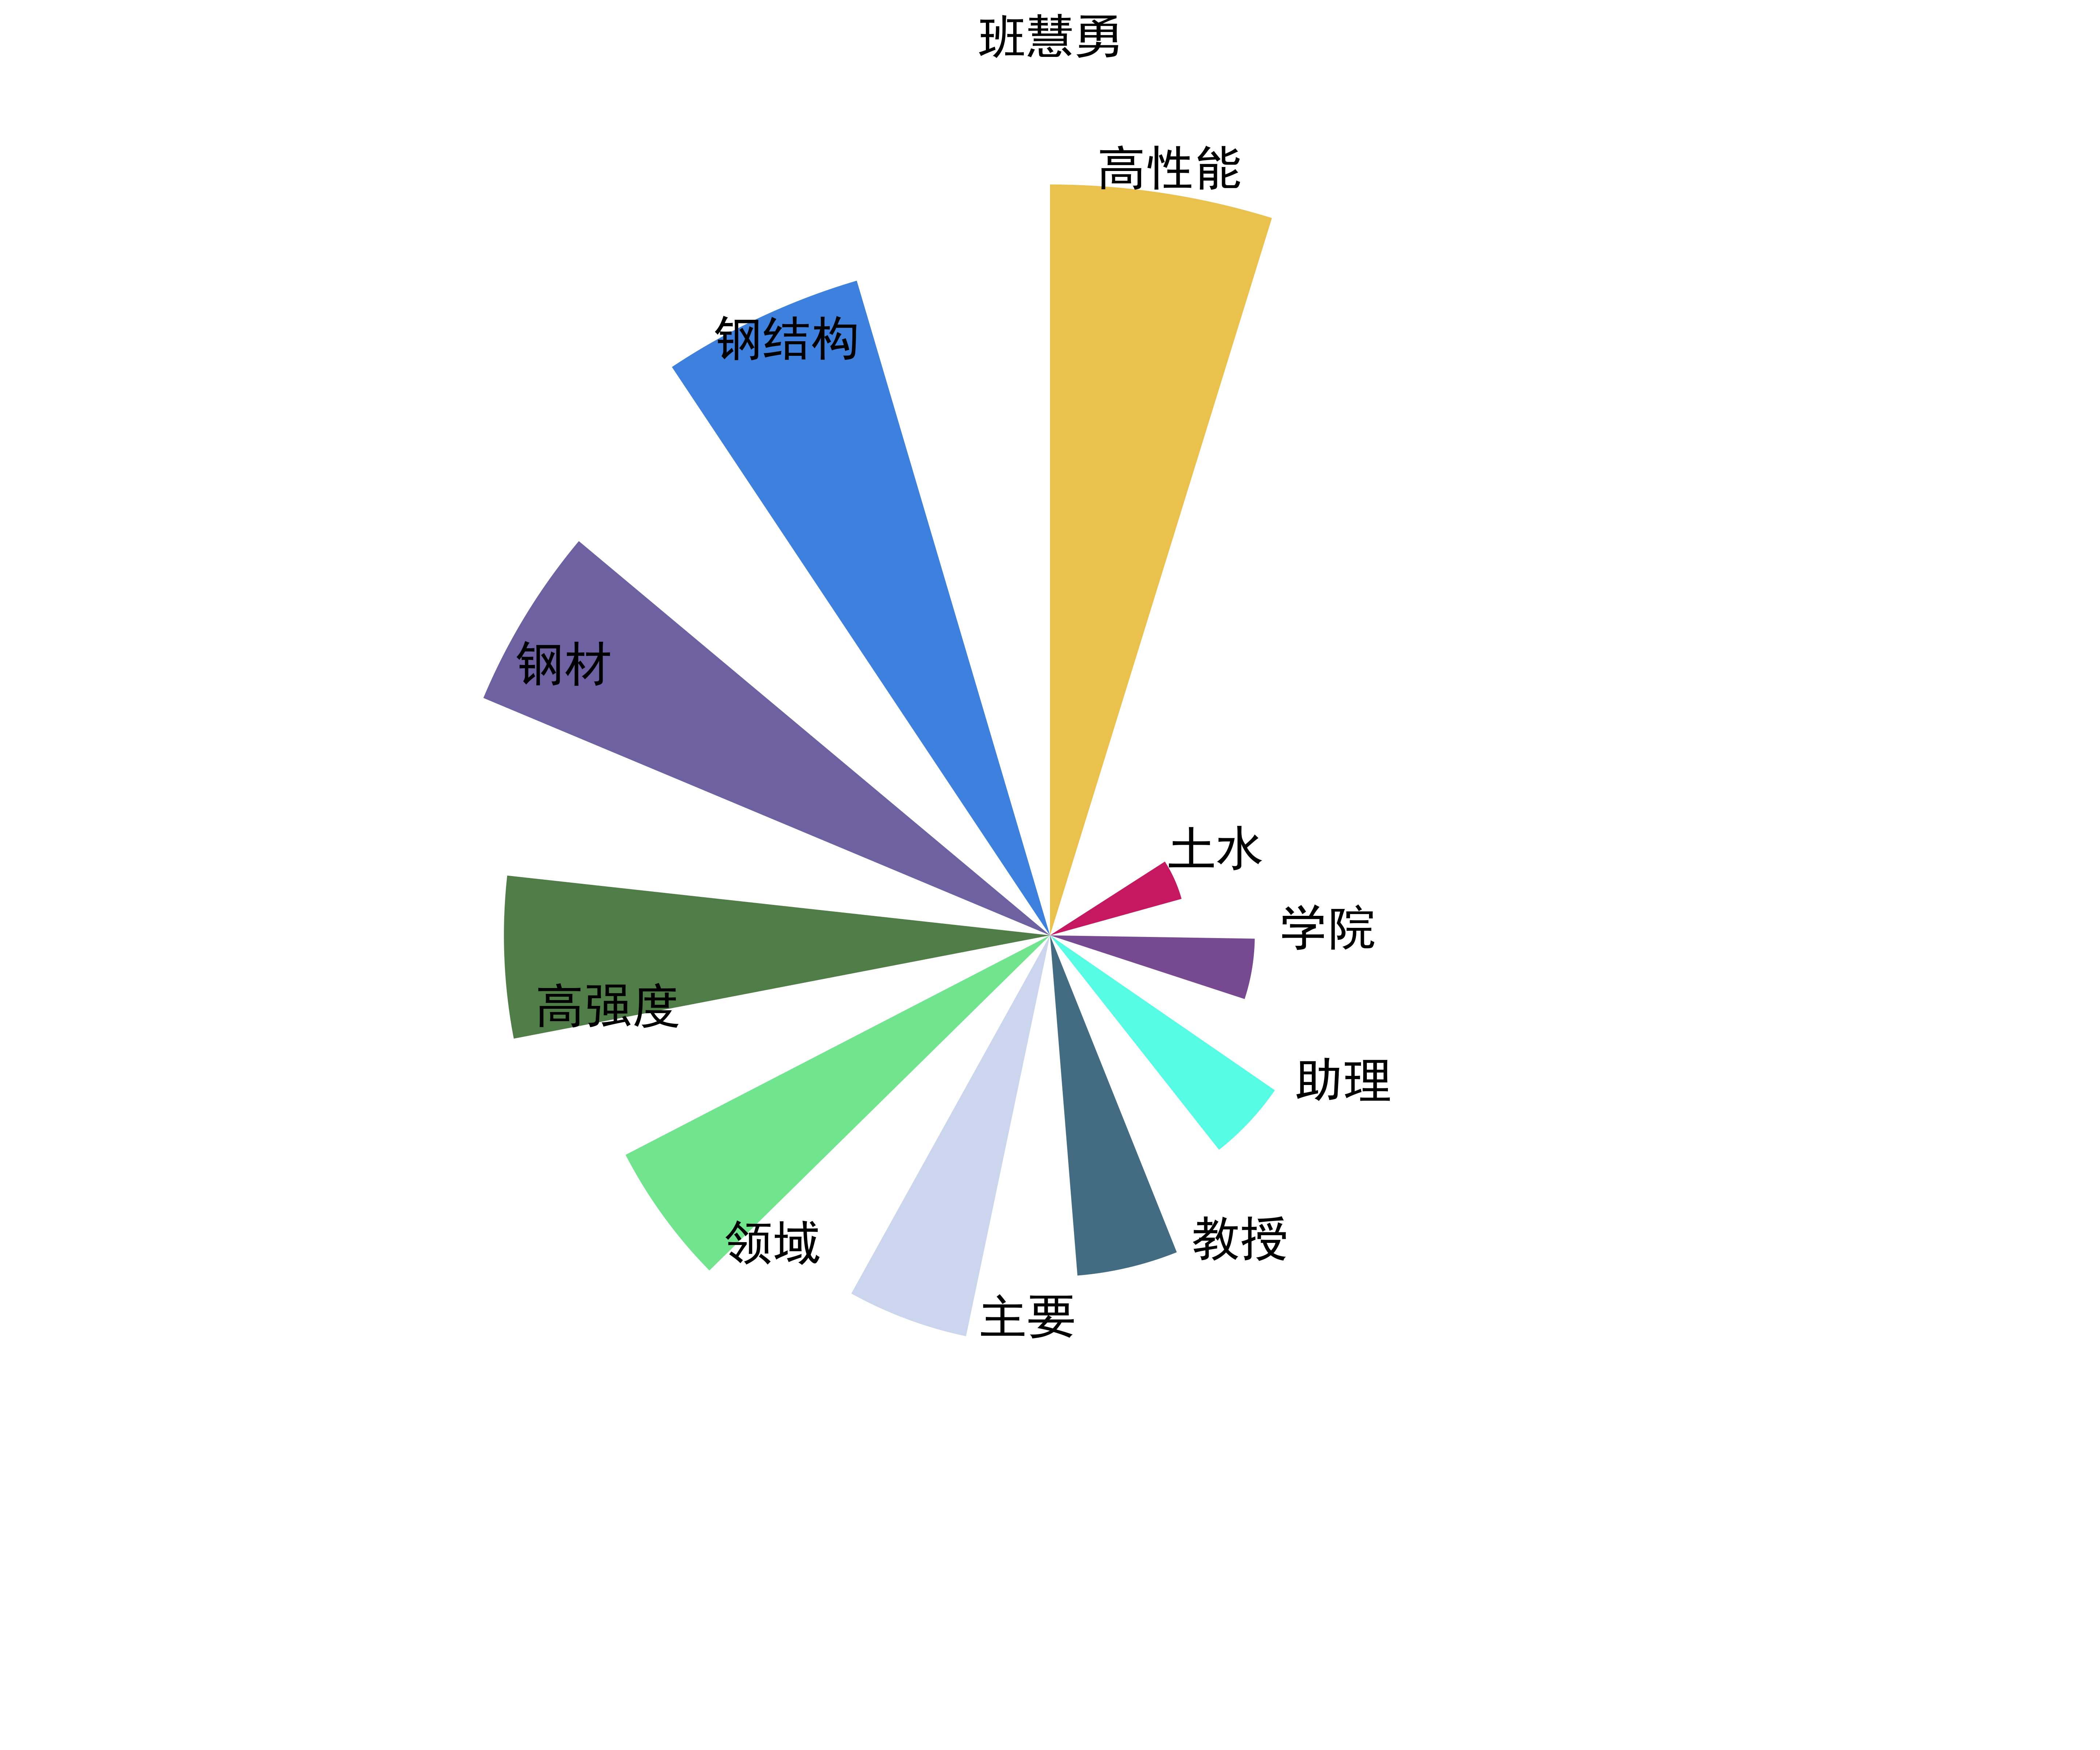 班慧勇
高性能
钢结构
钢材
土水
学院
高强度
助理
教授
领域
主要